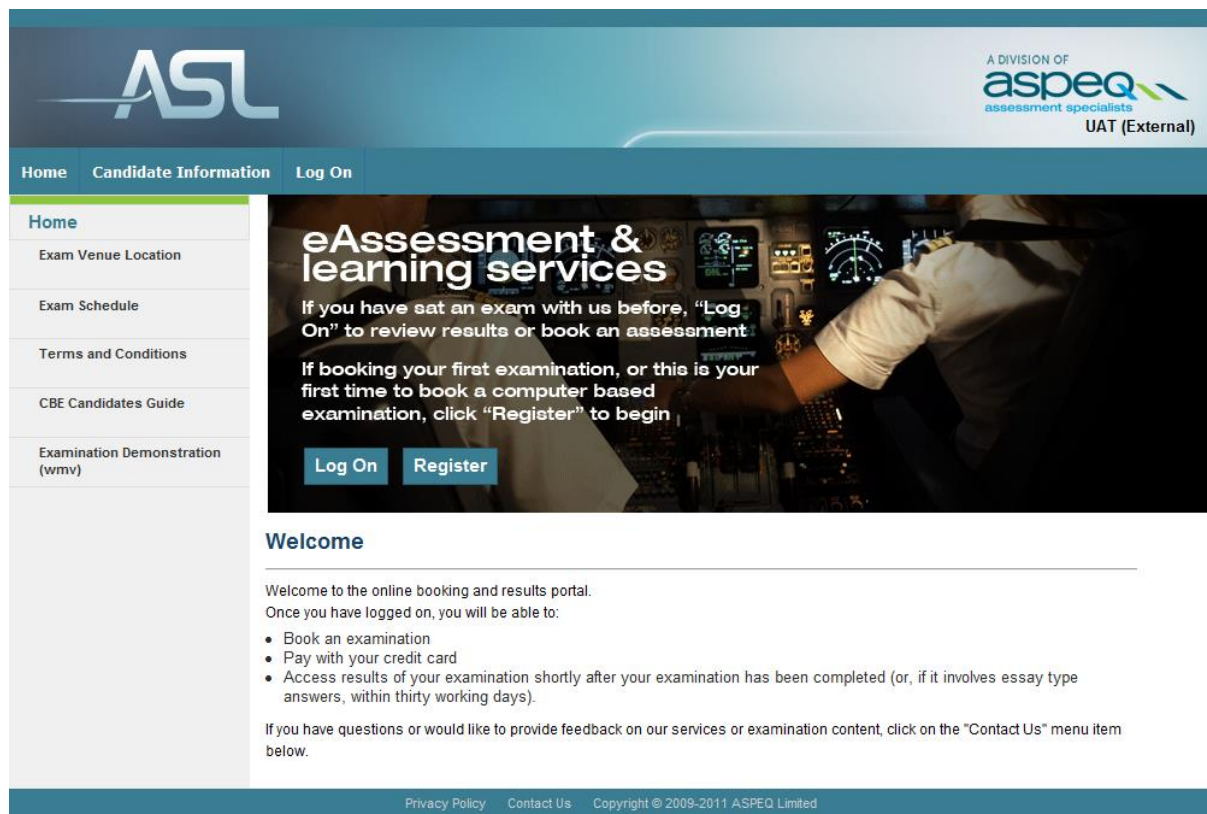 ASL
A DIVISION OF
aspeq
assessment specialists
UAT (External)
Home Candidate Information Log On
Home
Exam Venue Location
Exam Schedule
Terms and Conditions
CBE Candidates Guide
Examination Demonstration
(wmv)
eAssessment &
learning services
If you have sat an exam with us before, “Log
On” to review results or book an assessment
If booking your first examination, or this is your
first time to book a computer based
examination, click “Register” to begin
Log On Register
Welcome
Welcome to the online booking and results portal.
Once you have logged on, you will be able to:
• Book an examination
• Pay with your credit card
• Access results of your examination shortly after your examination has been completed (or, if it involves essay type
answers, within thirty working days).
If you have questions or would like to provide feedback on our services or examination content, click on the "Contact Us" menu item
below.
Privacy Policy Contact Us Copyright © 2009-2011 ASPEQ Limited